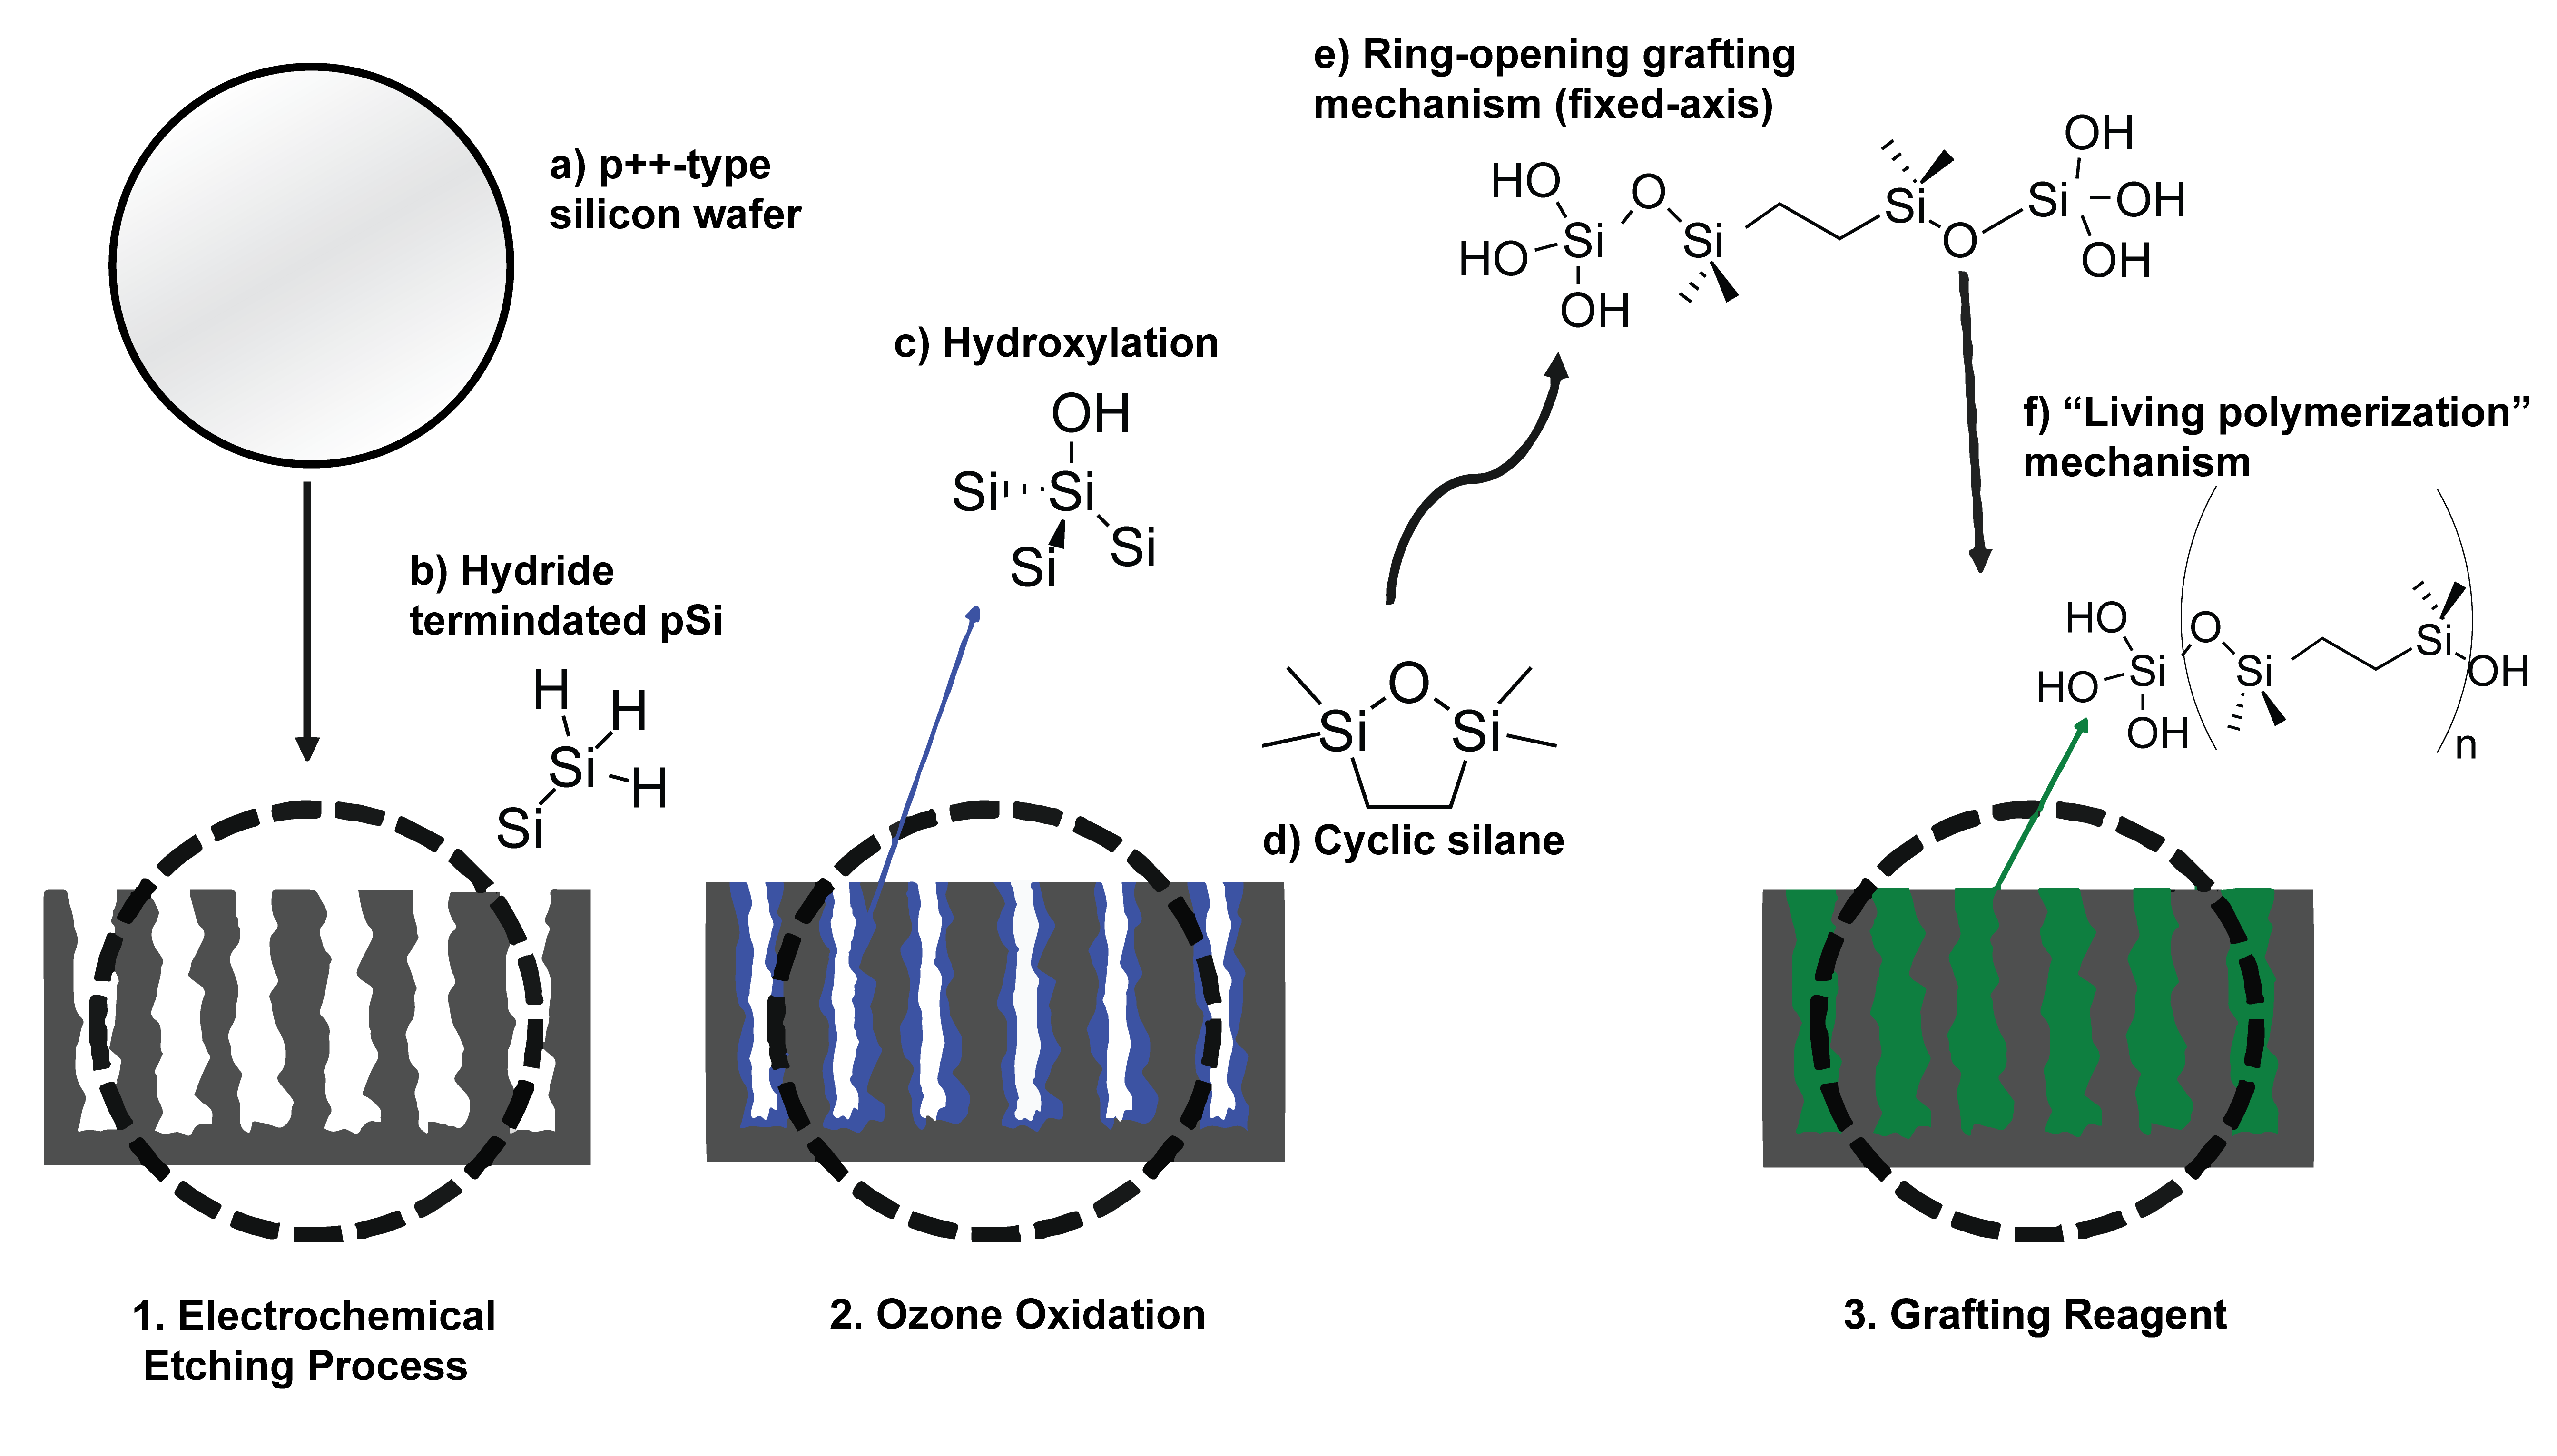 a) p++-type
silicon wafer
b) Hydride
termindated pSi
H
H
Si
H
Si
1. Electrochemical
Etching Process
c) Hydroxylation
OH
Si Si
Si Si
2. Ozone Oxidation
O
Si Si
d) Cyclic silane
e) Ring-opening grafting
mechanism (fixed-axis)
OH
HO O Si Si OH
HO Si Si O OH
OH
f) “Living polymerization”
mechanism
HO O Si
HO Si Si OH
OH n
3. Grafting Reagent